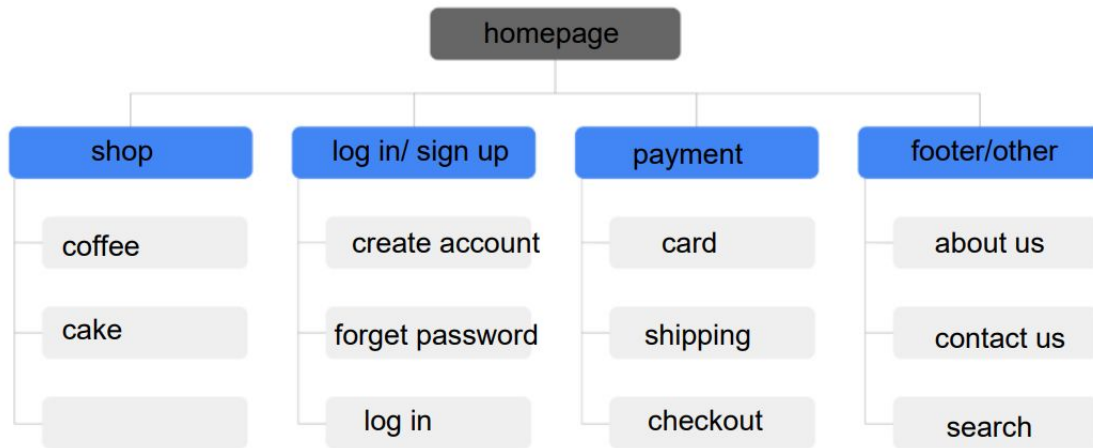 homepage
shop
log in/ sign up
payment
footer/other
coffee
create account
card
about us
cake
forget password
shipping
contact us
log in
checkout
search